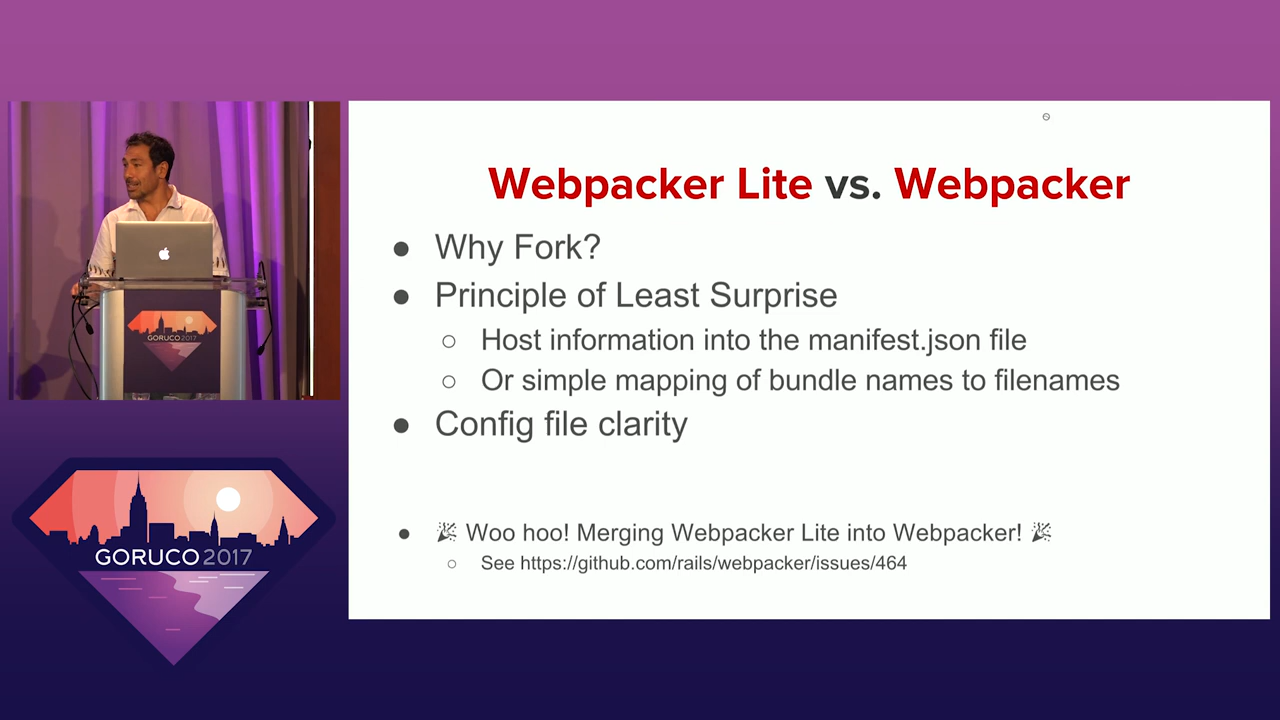 Webpacker Lite vs. Webpacker
● Why Fork?
● Principle of Least Surprise
○ Host information into the manifest.json file
○ Or simple mapping of bundle names to filenames
● Config file clarity
● 🎉 Woo hoo! Merging Webpacker Lite into Webpacker! 🎉
○ See https://github.com/rails/webpacker/issues/464
GORUCO 2017
GORUCO 2017